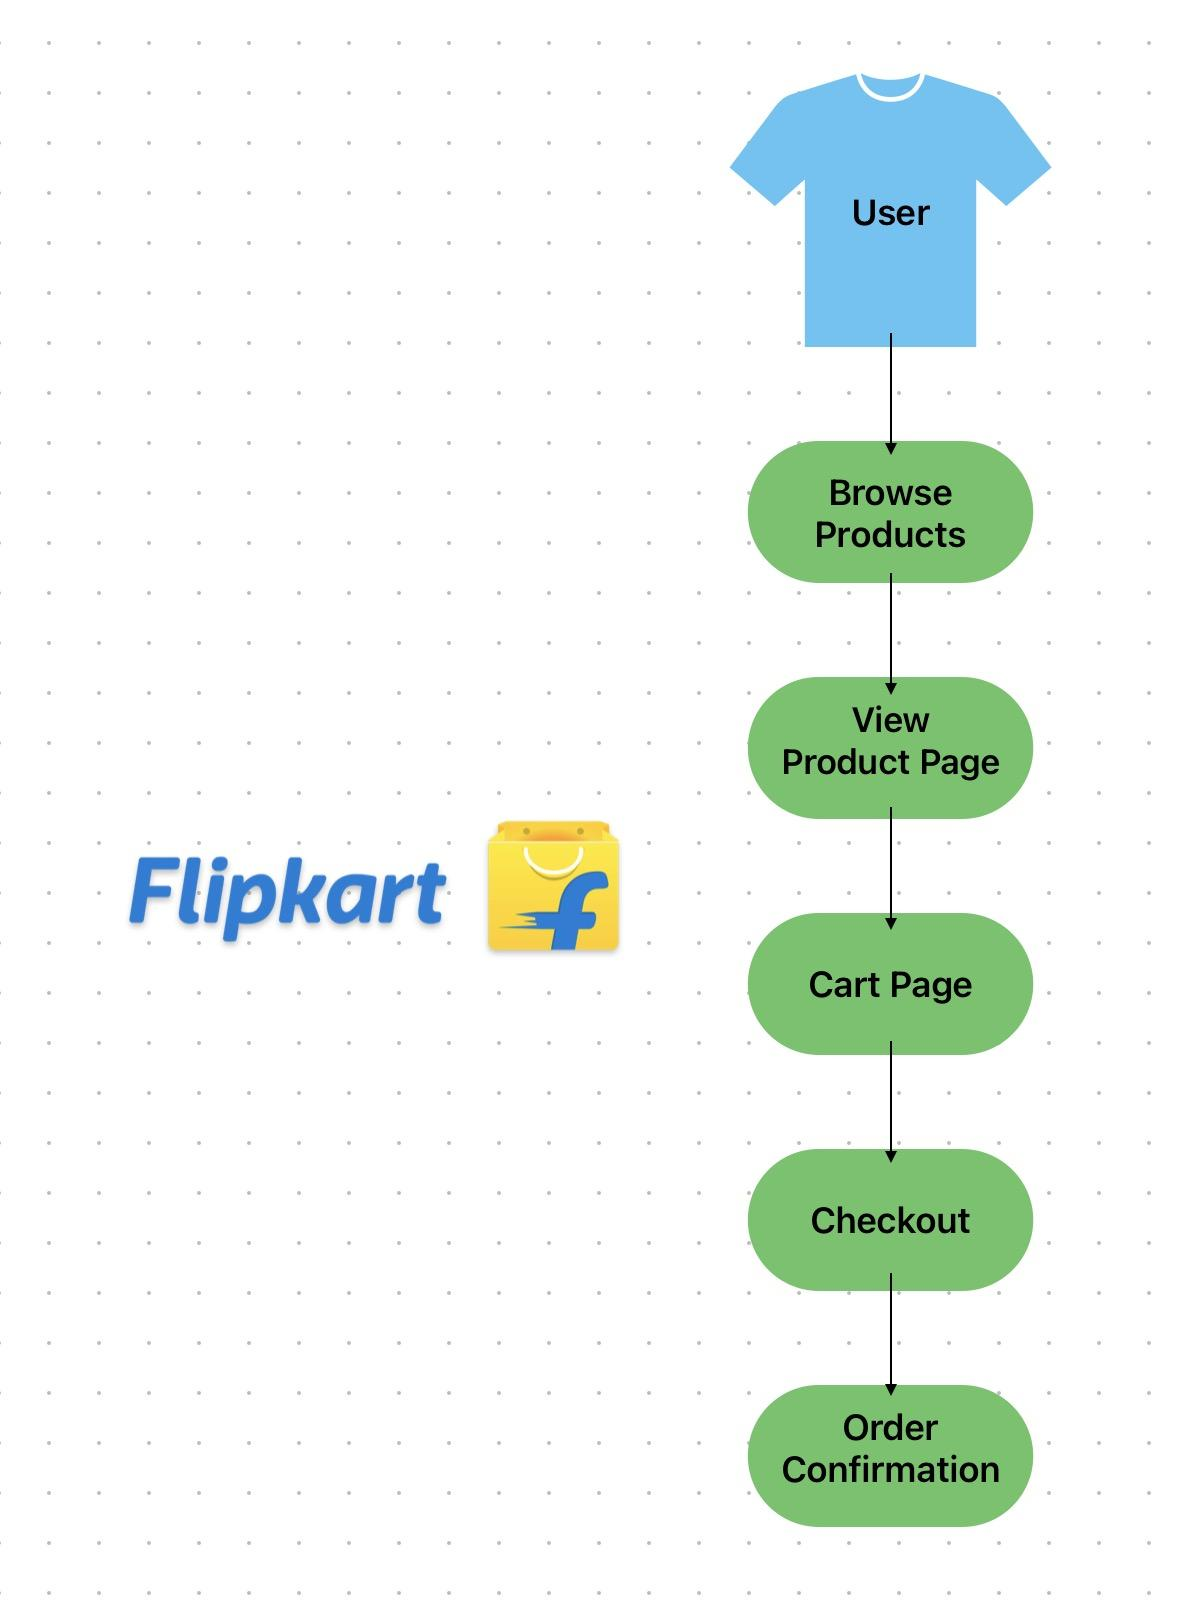 User
Browse
Products
View
Product Page
Flipkart
Cart Page
Checkout
Order
Confirmation